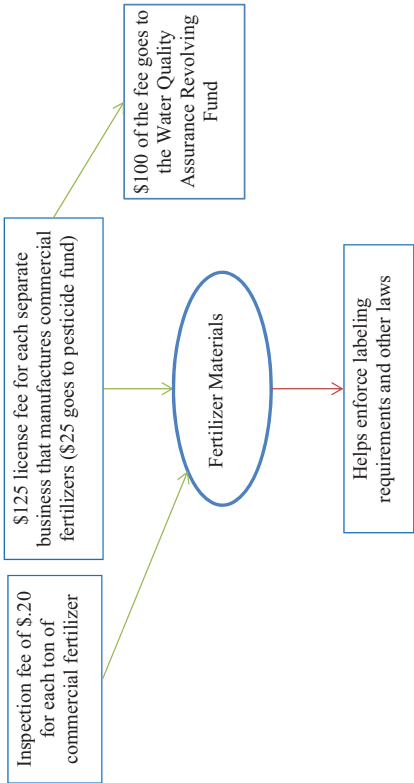 Inspection fee of $.20
for each ton of
commercial fertilizer
$125 license fee for each separate
business that manufactures commercial
fertilizers ($25 goes to pesticide fund)
$100 of the fee goes to
the Water Quality
Assurance Revolving
Fund
Fertilizer Materials
Helps enforce labeling
requirements and other laws